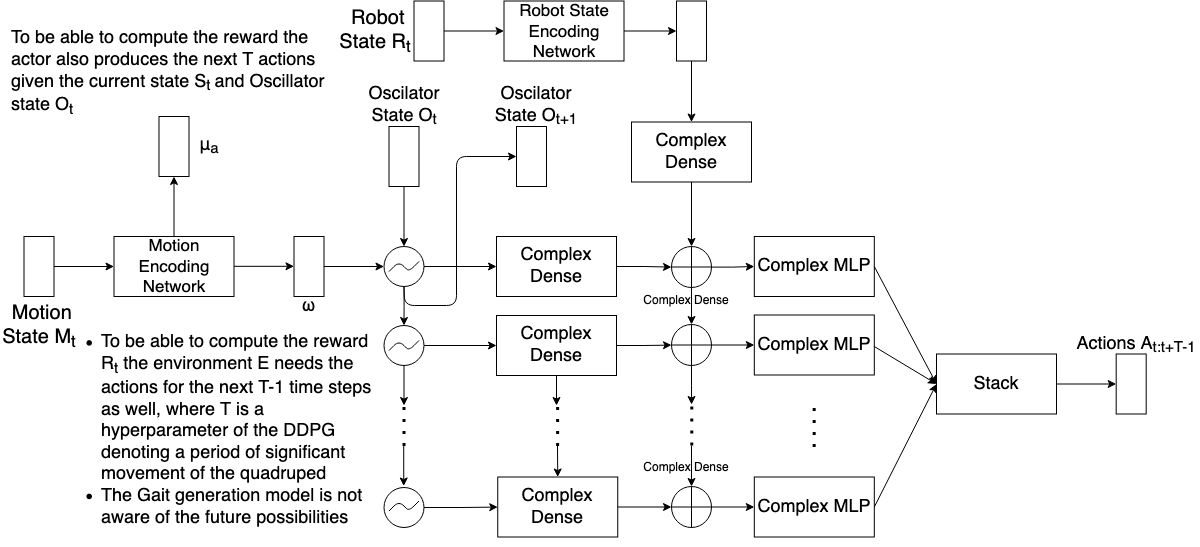 To be able to compute the reward the
actor also produces the next T actions
given the current state St and Oscillator
state Ot
Robot
State Rt
Robot State
Encoding
Network
Oscilator
State Ot
Oscilator
State Ot+1
Complex
Dense
μa
Motion
State Mt
Motion
Encoding
Network
ω
Complex
Dense
Complex MLP
Complex Dense
Complex
Dense
Complex MLP
Complex Dense
Complex
Dense
Complex MLP
Stack
Actions At:t+T-1
• To be able to compute the reward
Rt the environment E needs the
actions for the next T-1 time steps
as well, where T is a
hyperparameter of the DDPG
denoting a period of significant
movement of the quadruped
• The Gait generation model is not
aware of the future possibilities